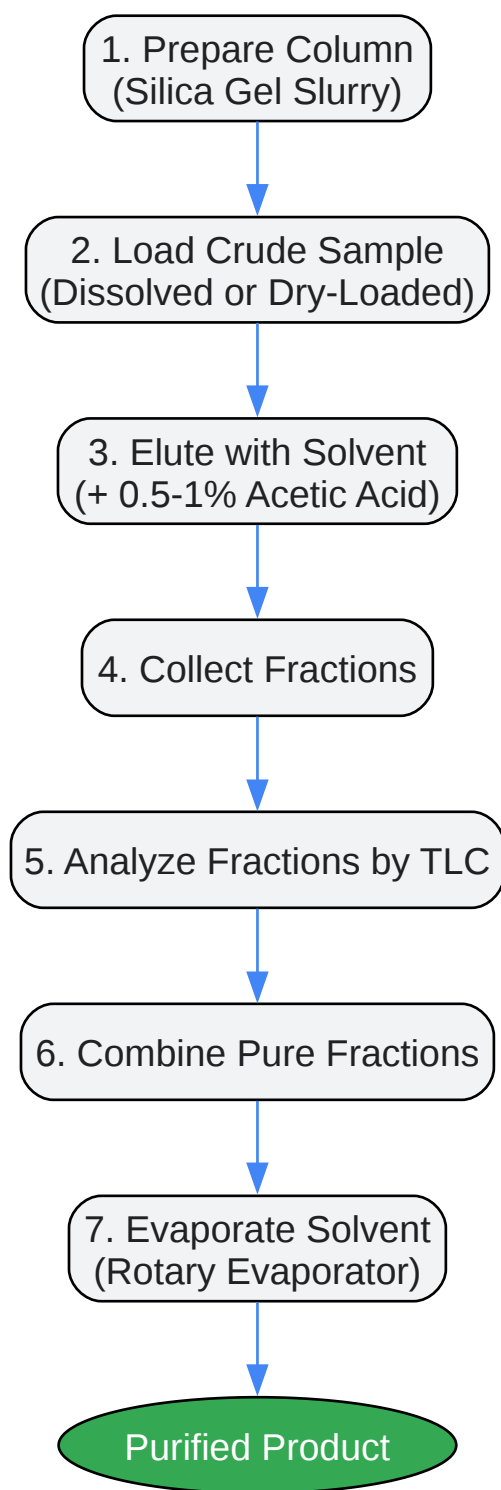 1. Prepare Column
(Silica Gel Slurry)
2. Load Crude Sample
(Dissolved or Dry-Loaded)
3. Elute with Solvent
(+ 0.5-1% Acetic Acid)
4. Collect Fractions
5. Analyze Fractions by TLC
6. Combine Pure Fractions
7. Evaporate Solvent
(Rotary Evaporator)
Purified Product